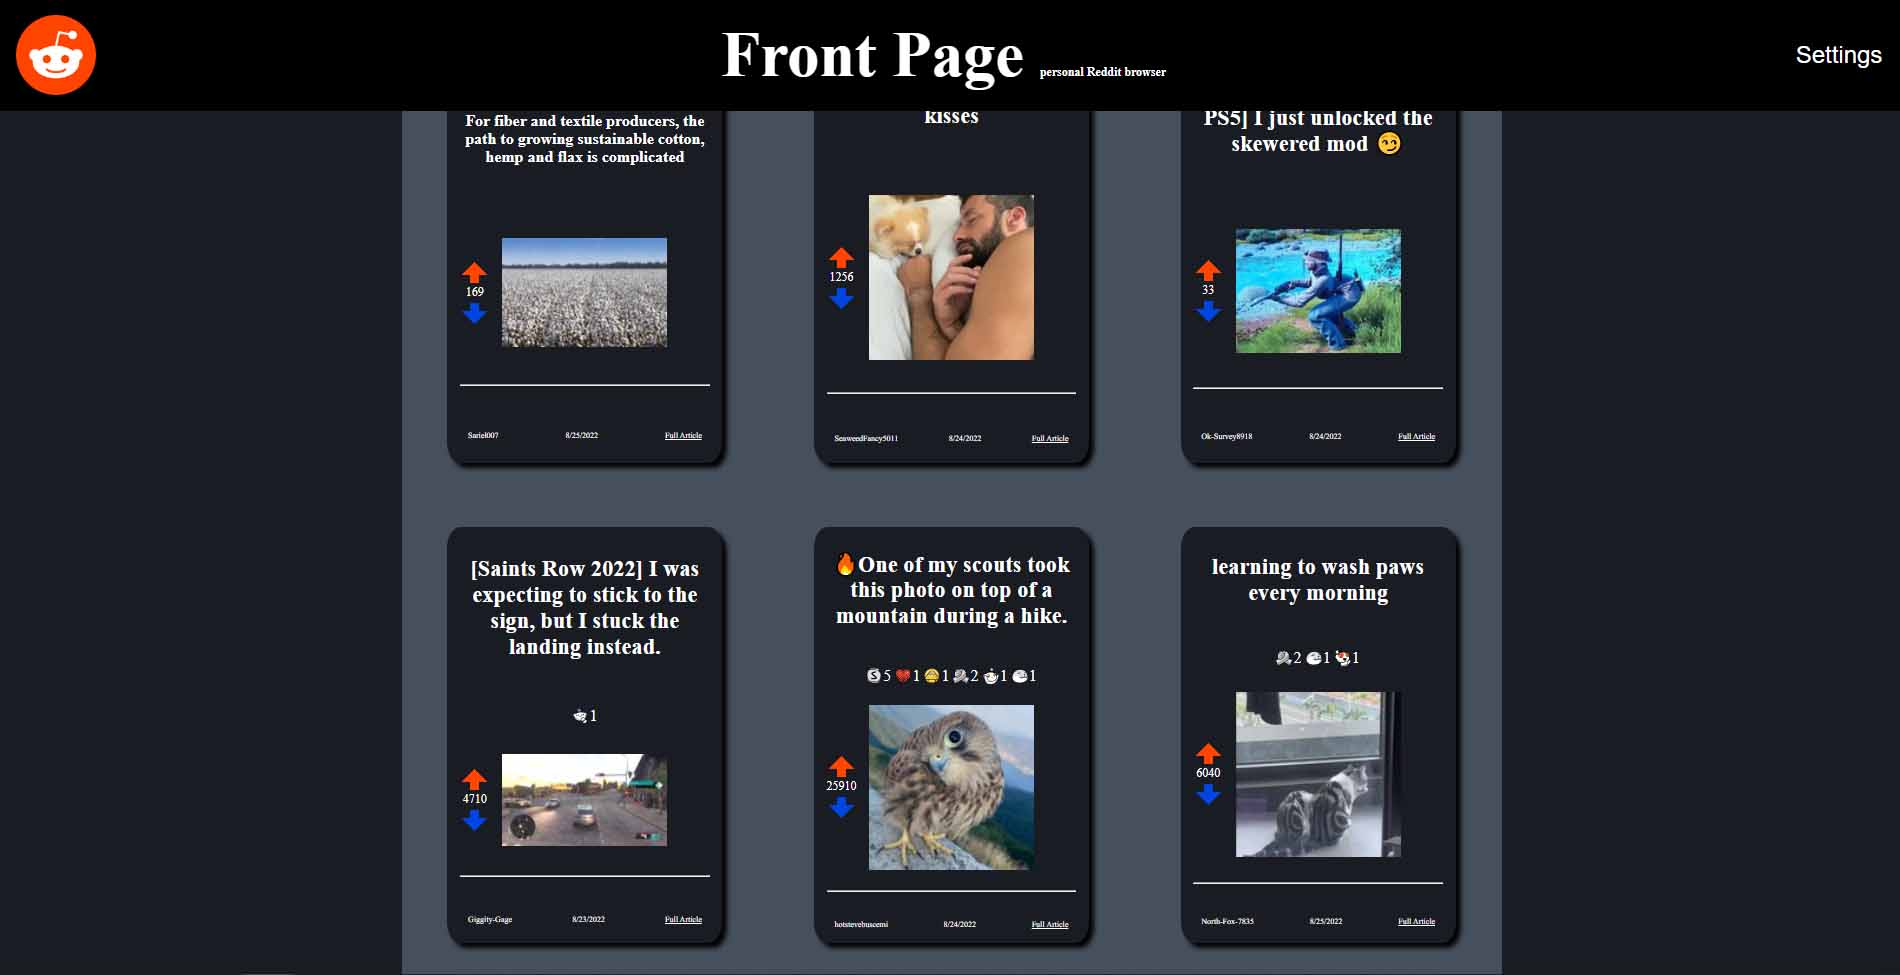 Front Page personal Reddit browser
Settings
For fiber and textile producers, the
path to growing sustainable cotton,
hemp and flax is complicated
169
Sariel007 8/25/2022 Full Article
kisses
1256
SeaweedFancy5011 8/24/2022 Full Article
PS5] I just unlocked the
skewered mod 😏
33
Ok-Survey8918 8/24/2022 Full Article
[Saints Row 2022] I was
expecting to stick to the
sign, but I stuck the
landing instead.
1
4710
Giggity-Gage 8/23/2022 Full Article
🔥One of my scouts took
this photo on top of a
mountain during a hike.
5 1 1 2 1 1
25910
hotstevebuscemi 8/24/2022 Full Article
learning to wash paws
every morning
2 1 1
6040
North-Fox-7835 8/25/2022 Full Article